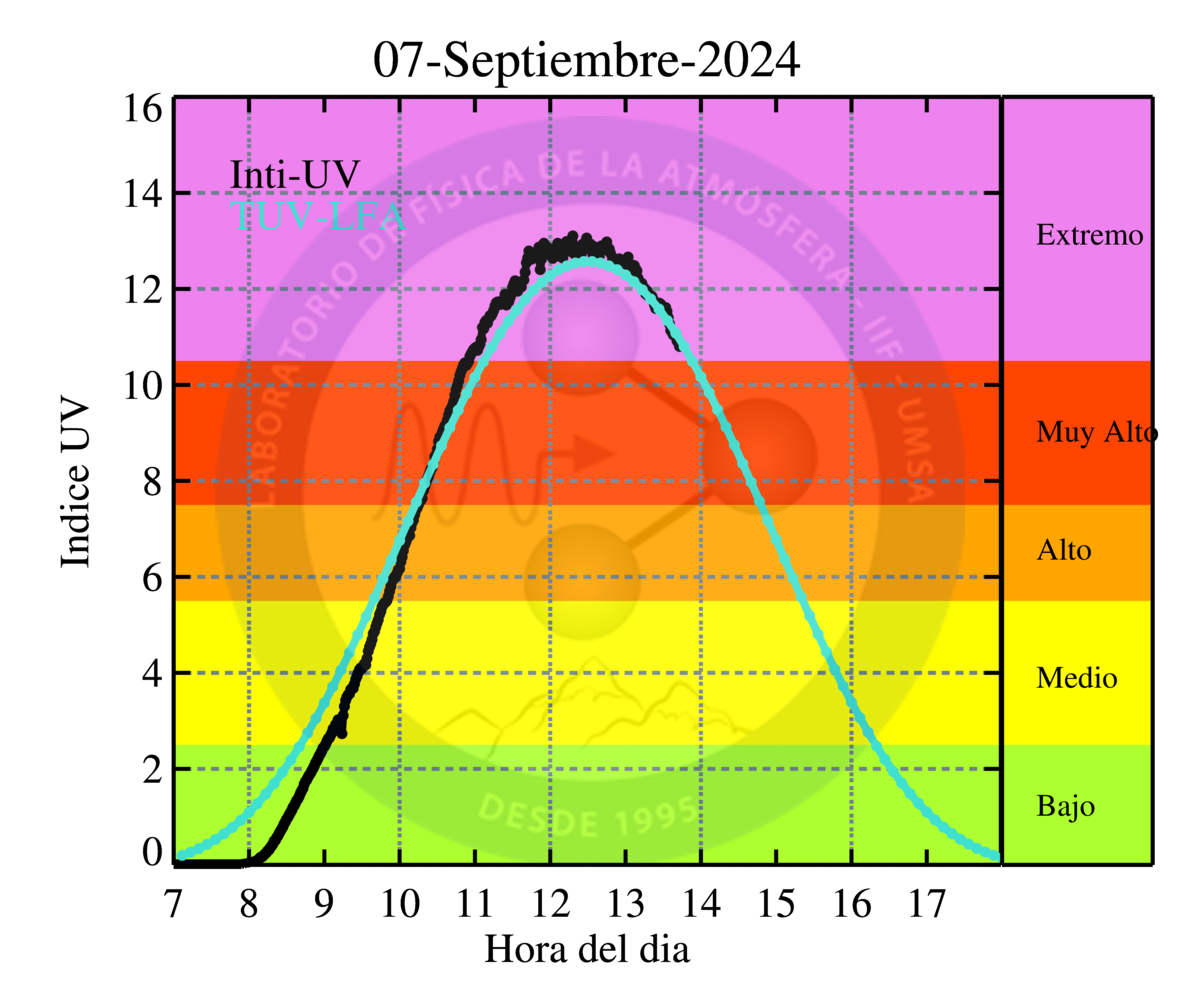 07-Septiembre-2024
Indice UV
16
14
12
10
8
6
4
2
0
Inti-UV
TUV-LFA
LABORATORIO DE FÍSICA DE LA ATMÓSFERA - IIF - UMSA
DESDE 1995
Extremo
Muy Alto
Alto
Medio
Bajo
7 8 9 10 11 12 13 14 15 16 17
Hora del dia